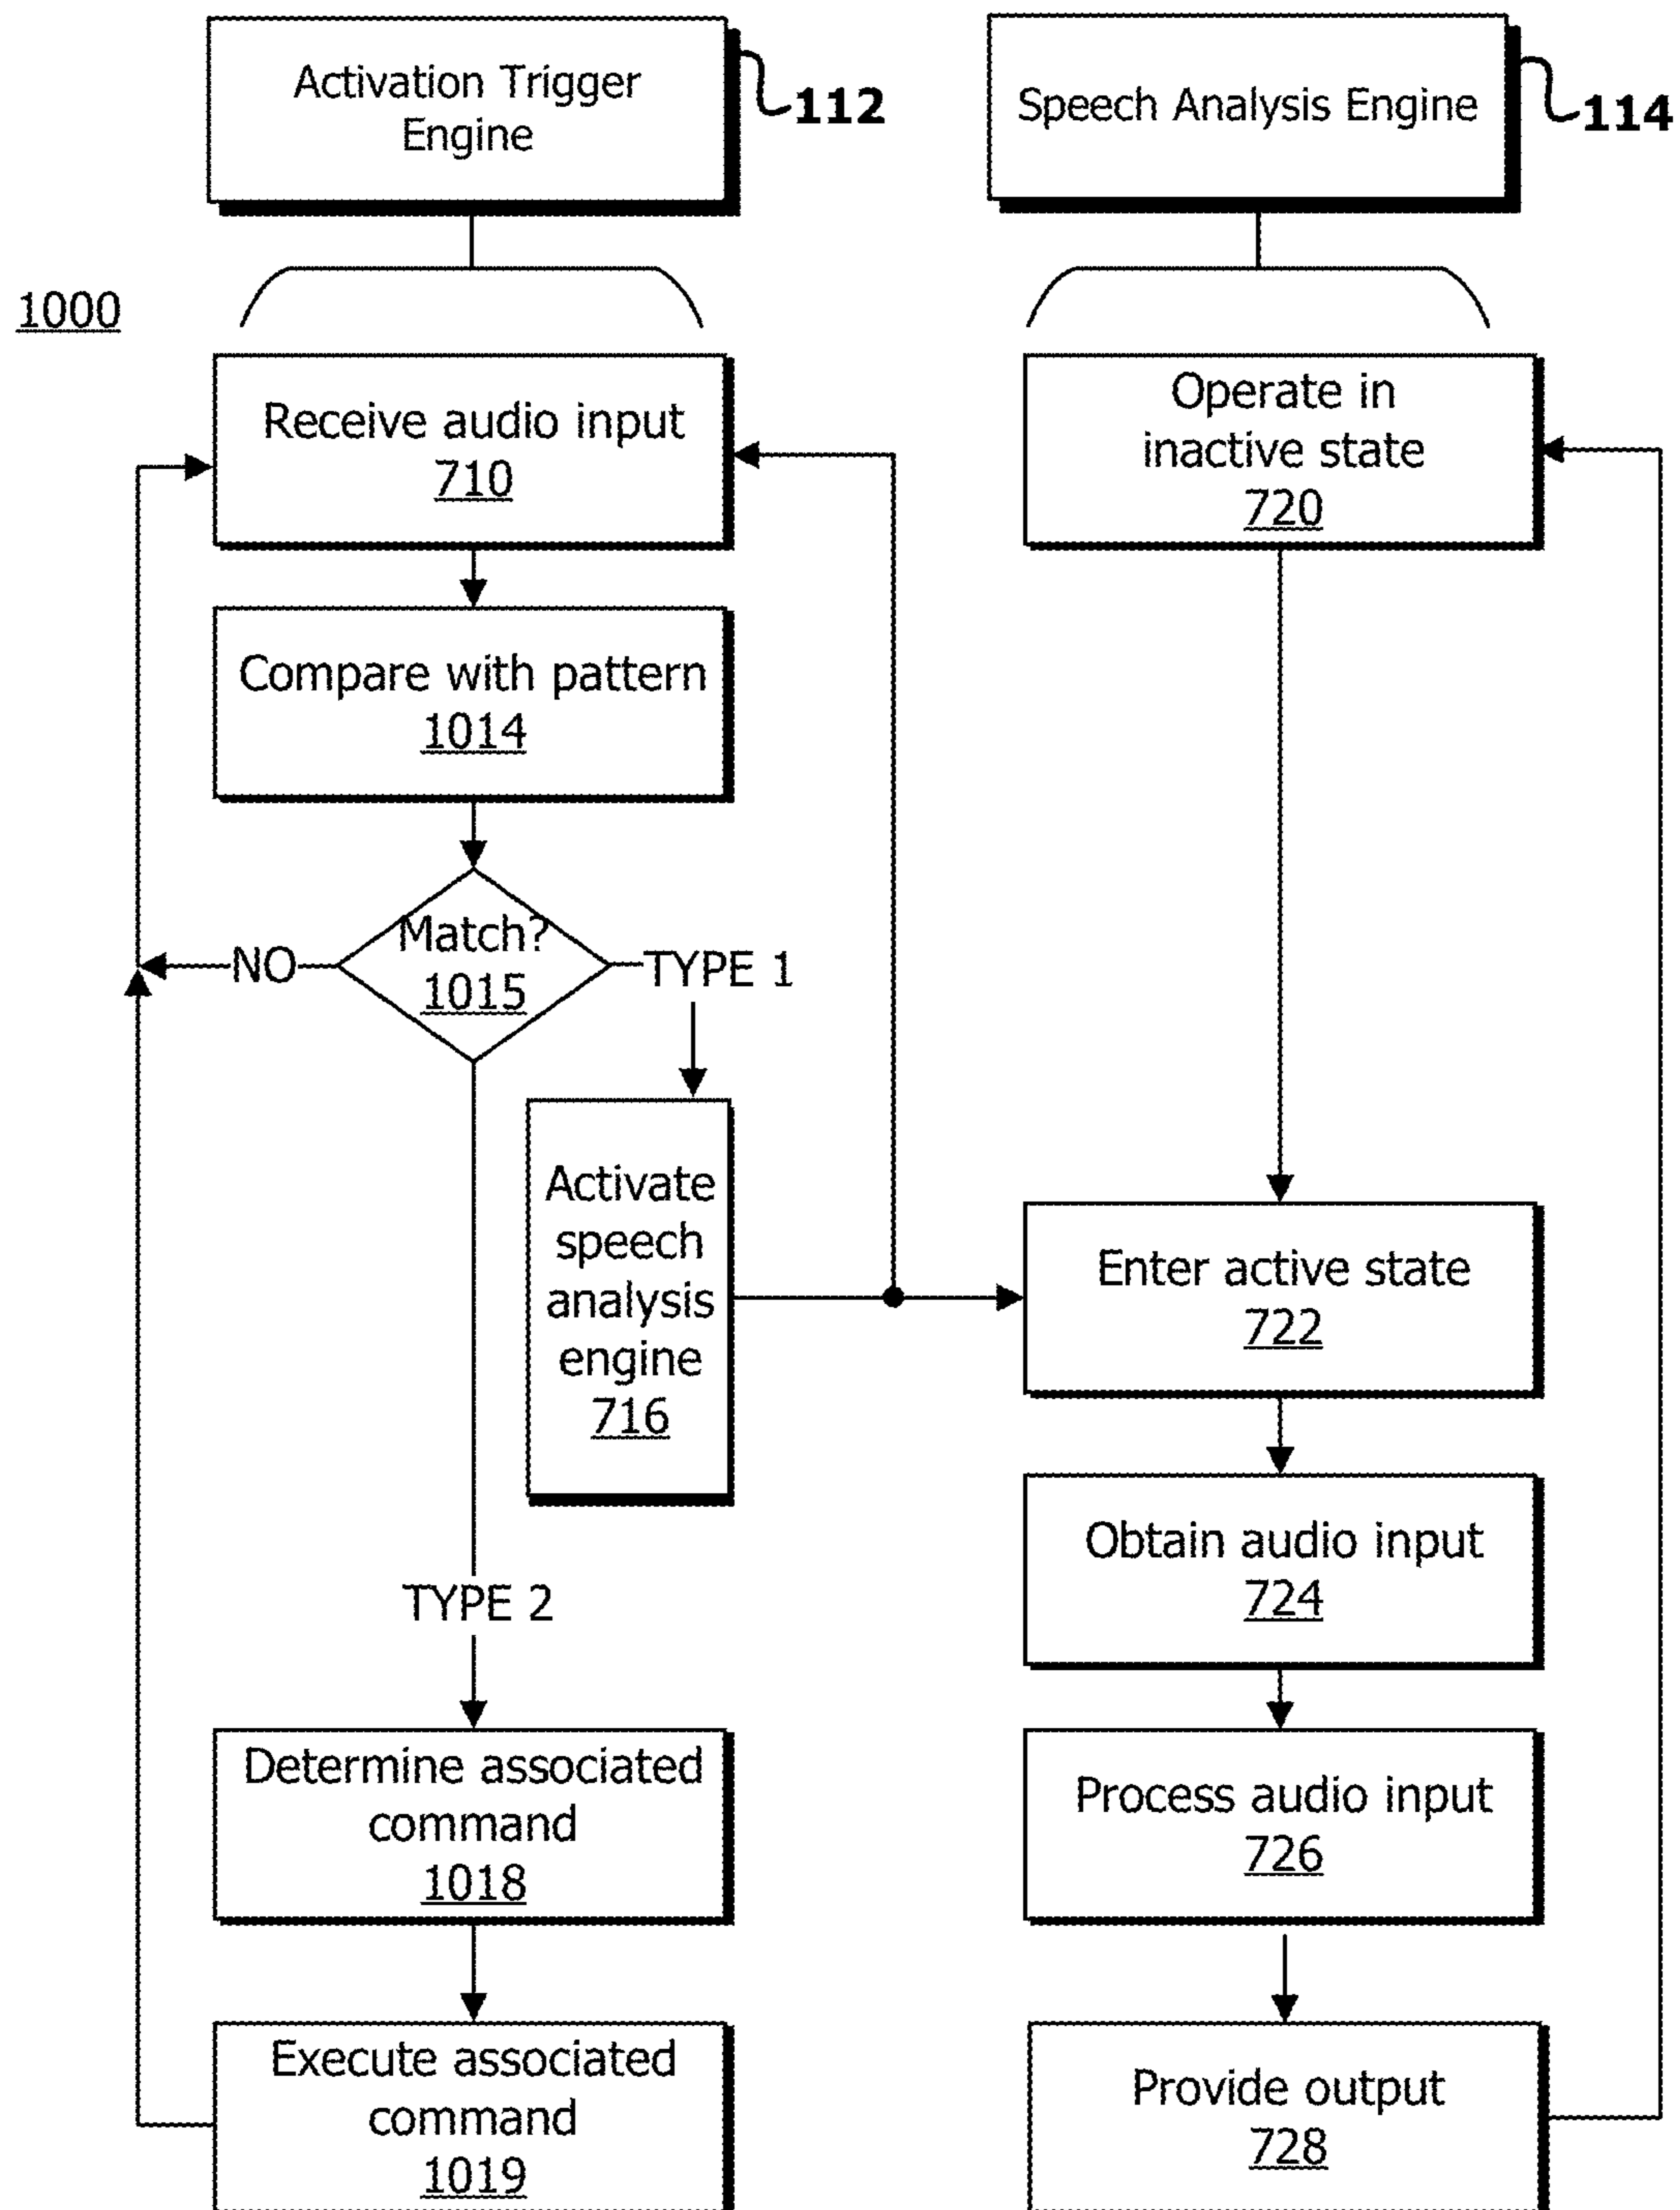 Activation Trigger
Engine
112
Speech Analysis Engine
114
1000
Receive audio input
710
Compare with pattern
1014
Match?
1015
NO
TYPE 1
Activate
speech
analysis
engine
716
TYPE 2
Determine associated
command
1018
Execute associated
command
1019
Operate in
inactive state
720
Enter active state
722
Obtain audio input
724
Process audio input
726
Provide output
728